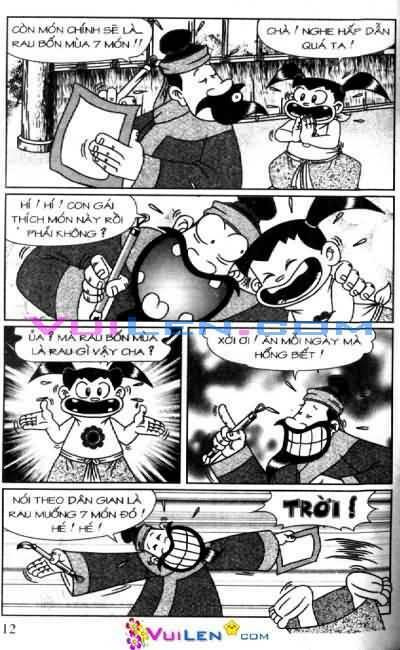 CÒN MÓN CHÍNH SẼ LÀ...
RAU BỐN MÙA 7 MÓN!!
CHÀ! NGHE HẤP DẪN
QUÁ TA!
HÍ! HÍ! CON GÁI
THÍCH MÓN NÀY RỒI
PHẢI KHÔNG?
VuiLen.com
ỦA? MÀ RAU BỐN MÙA
LÀ RAU GÌ VẬY CHA?
XỜI ƠI! ĂN MỖI NGÀY MÀ
HỔNG BIẾT!
NÓI THEO DÂN GIAN LÀ
RAU MUỐNG 7 MÓN ĐÓ!
HÉ! HÉ!
TRỜI!
12
VuiLen.com